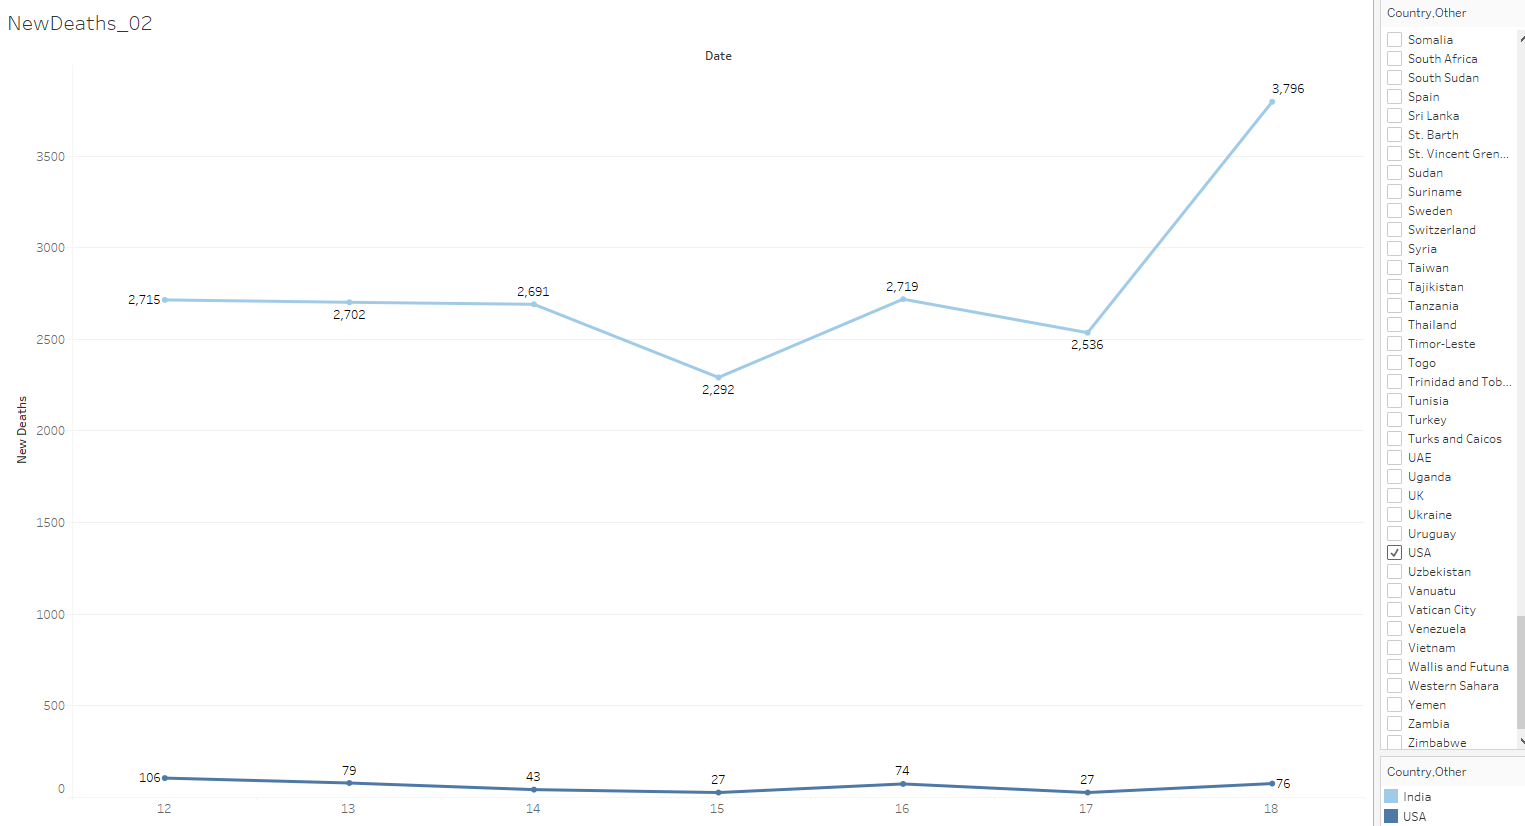 NewDeaths_02
Date
3500
3000
2500
2000
1500
1000
500
0
New Deaths
2,715
2,702
2,691
2,292
2,719
2,536
3,796
106
79
43
27
74
27
76
12
13
14
15
16
17
18
Country,Other
Somalia
South Africa
South Sudan
Spain
Sri Lanka
St. Barth
St. Vincent Gren...
Sudan
Suriname
Sweden
Switzerland
Syria
Taiwan
Tajikistan
Tanzania
Thailand
Timor-Leste
Togo
Trinidad and Tob...
Tunisia
Turkey
Turks and Caicos
UAE
Uganda
UK
Ukraine
Uruguay
USA
Uzbekistan
Vanuatu
Vatican City
Venezuela
Vietnam
Wallis and Futuna
Western Sahara
Yemen
Zambia
Zimbabwe
Country,Other
India
USA